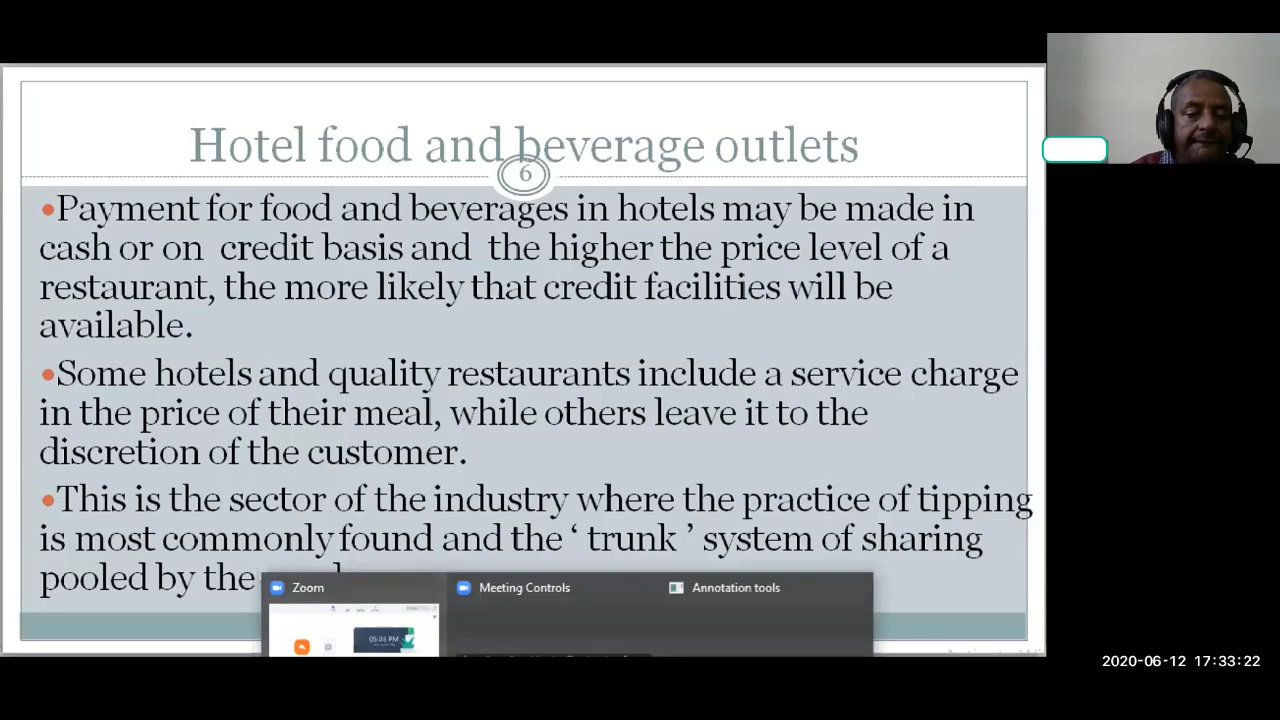 Hotel food and beverage outlets
6
•Payment for food and beverages in hotels may be made in
cash or on credit basis and the higher the price level of a
restaurant, the more likely that credit facilities will be
available.
•Some hotels and quality restaurants include a service charge
in the price of their meal, while others leave it to the
discretion of the customer.
•This is the sector of the industry where the practice of tipping
is most commonly found and the ‘ trunk ’ system of sharing
pooled by the
Zoom
Meeting Controls
Annotation tools
05:03 PM
2020-06-12 17:33:22